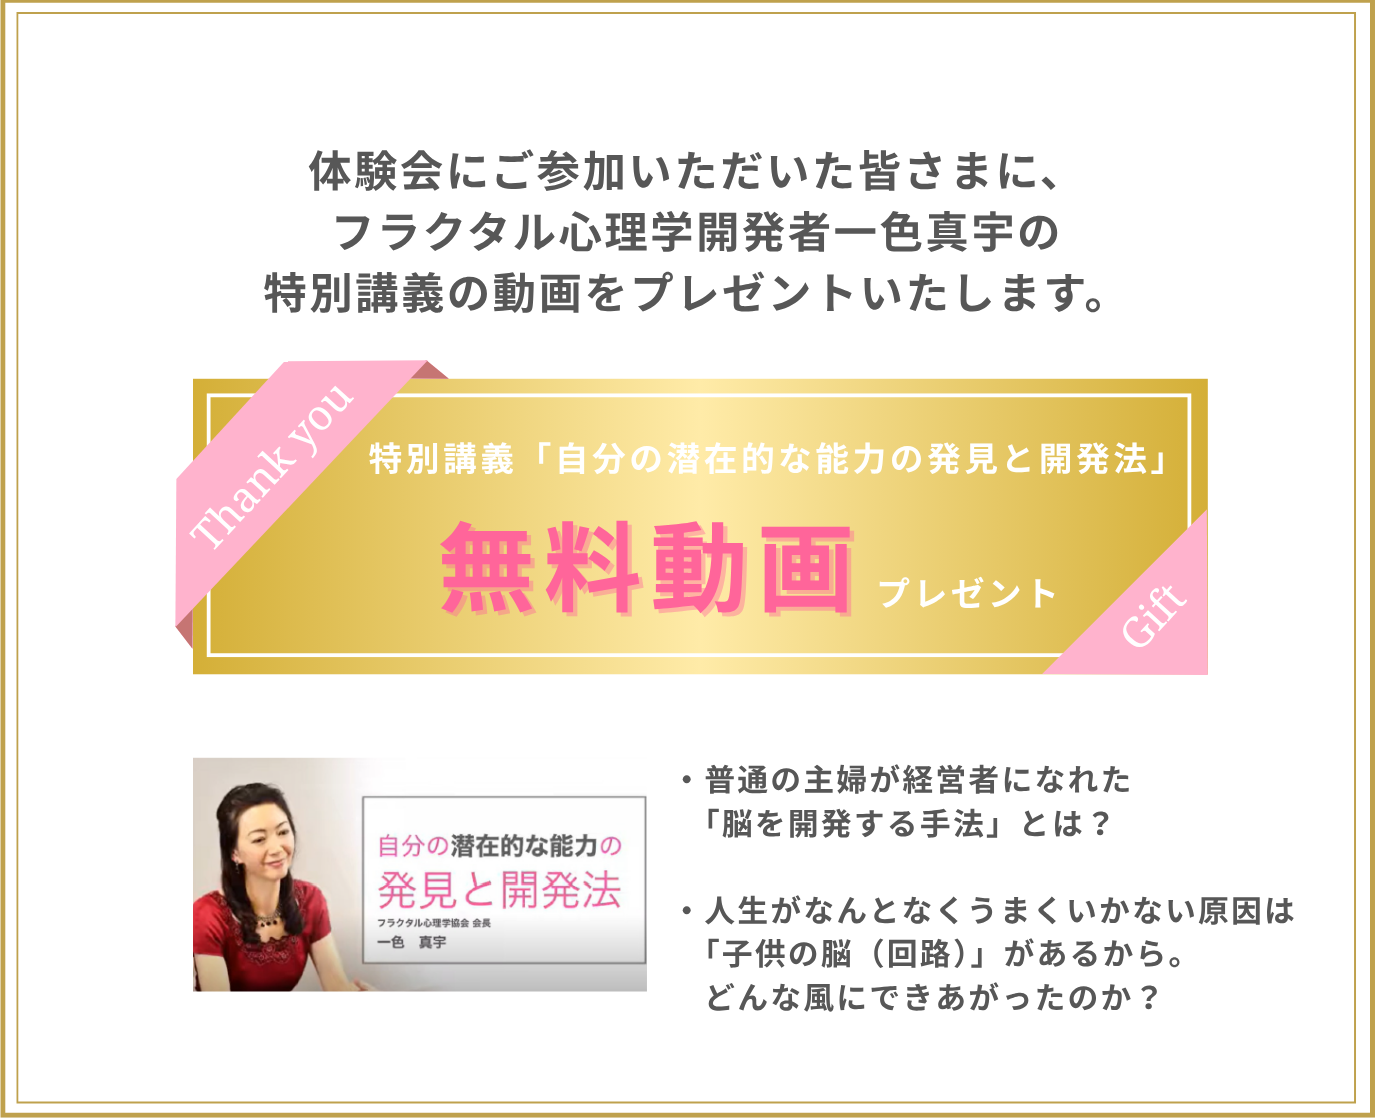 体験会にご参加いただいた皆さまに、
フラクタル心理学開発者一色真宇の
特別講義の動画をプレゼントいたします。
Thank you
特別講義「自分の潜在的な能力の発見と開発法」
無料動画 プレゼント
Gift
自分の潜在的な能力の
発見と開発法
フラクタル心理学協会 会長
一色　真宇
・普通の主婦が経営者になれた
「脳を開発する手法」とは？
・人生がなんとなくうまくいかない原因は
「子供の脳（回路）」があるから。
どんな風にできあがったのか？